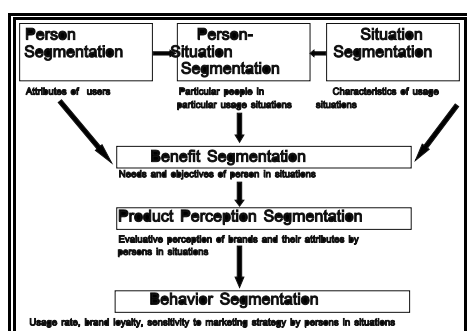 Person
Segmentation
Person-
Situation
Segmentation
Situation
Segmentation
Attributes of users
Particular people in
particular usage situations
Characteristics of usage
situations
Benefit Segmentation
Needs and objectives of person in situations
Product Perception Segmentation
Evaluative perception of brands and their attributes by
persons in situations
Behavior Segmentation
Usage rate, brand loyalty, sensitivity to marketing strategy by persons in situations